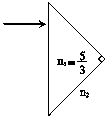 n₁ = 5/3
n₂